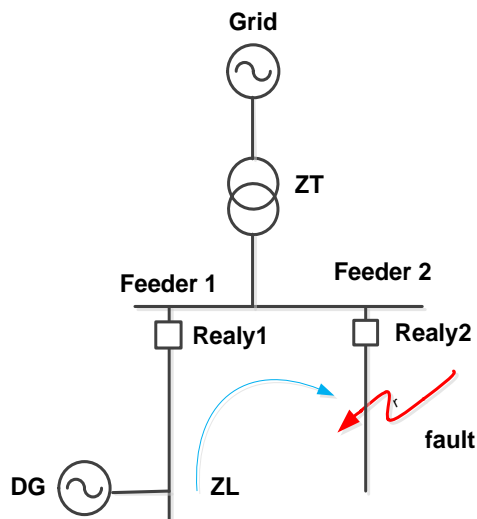 Grid
ZT
Feeder 1
Feeder 2
Realy1
Realy2
r
fault
DG
ZL